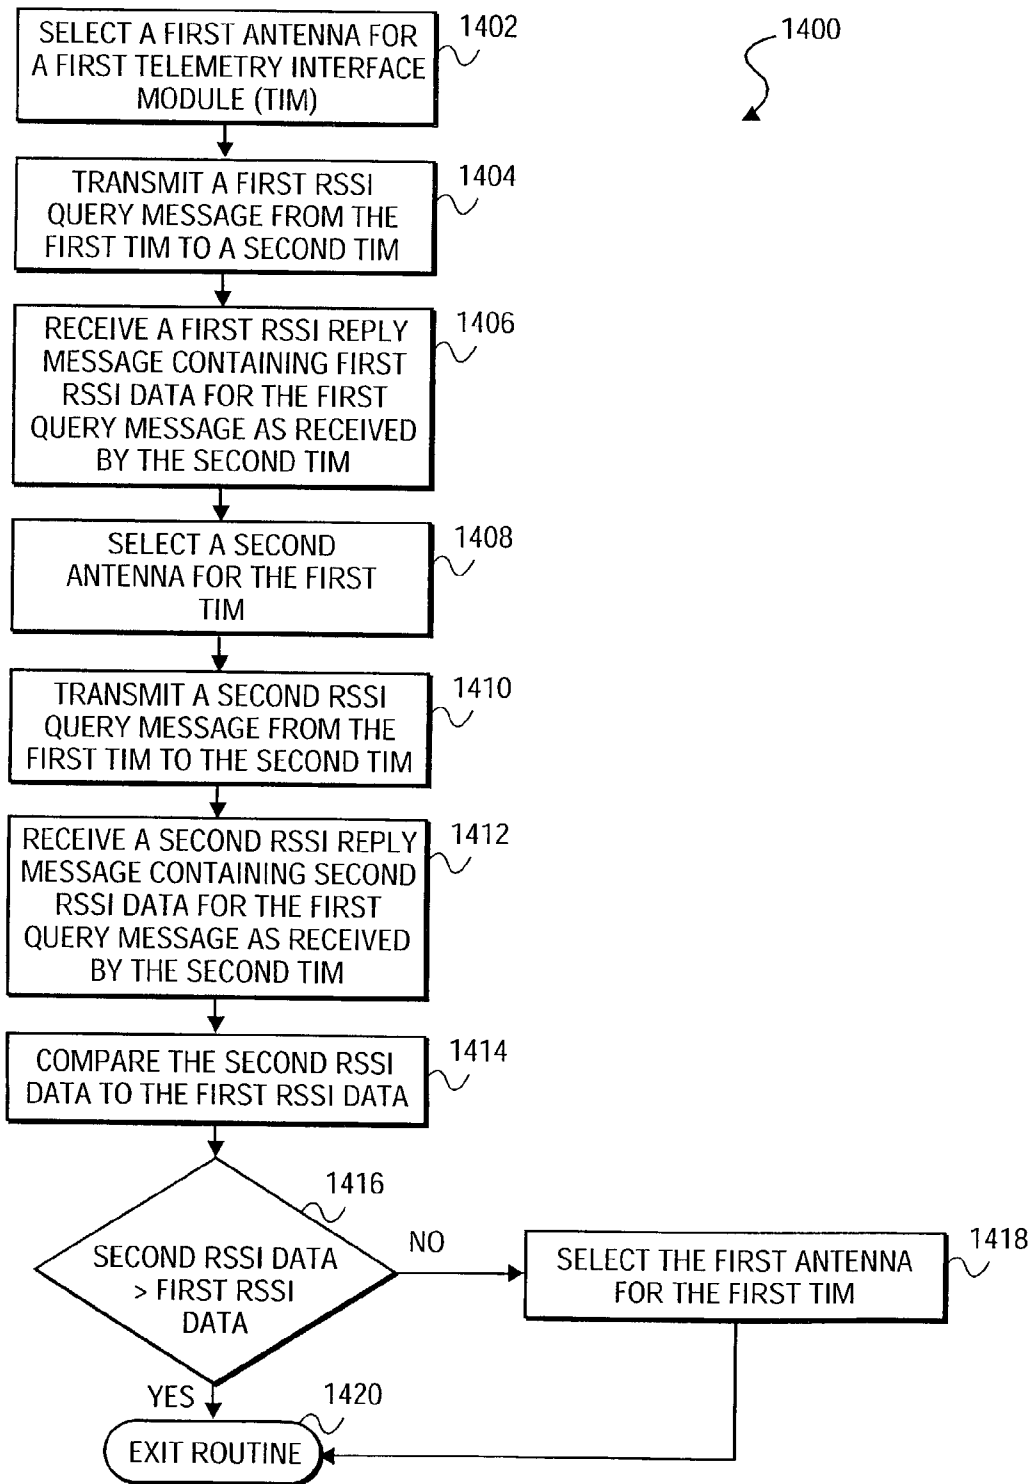 SELECT A FIRST ANTENNA FOR
A FIRST TELEMETRY INTERFACE
MODULE (TIM)
1402
1400
TRANSMIT A FIRST RSSI
QUERY MESSAGE FROM THE
FIRST TIM TO A SECOND TIM
1404
RECEIVE A FIRST RSSI REPLY
MESSAGE CONTAINING FIRST
RSSI DATA FOR THE FIRST
QUERY MESSAGE AS RECEIVED
BY THE SECOND TIM
1406
SELECT A SECOND
ANTENNA FOR THE FIRST
TIM
1408
TRANSMIT A SECOND RSSI
QUERY MESSAGE FROM THE
FIRST TIM TO THE SECOND TIM
1410
RECEIVE A SECOND RSSI REPLY
MESSAGE CONTAINING SECOND
RSSI DATA FOR THE FIRST
QUERY MESSAGE AS RECEIVED
BY THE SECOND TIM
1412
COMPARE THE SECOND RSSI
DATA TO THE FIRST RSSI DATA
1414
SECOND RSSI DATA
> FIRST RSSI
DATA
1416
NO
SELECT THE FIRST ANTENNA
FOR THE FIRST TIM
1418
YES
EXIT ROUTINE
1420